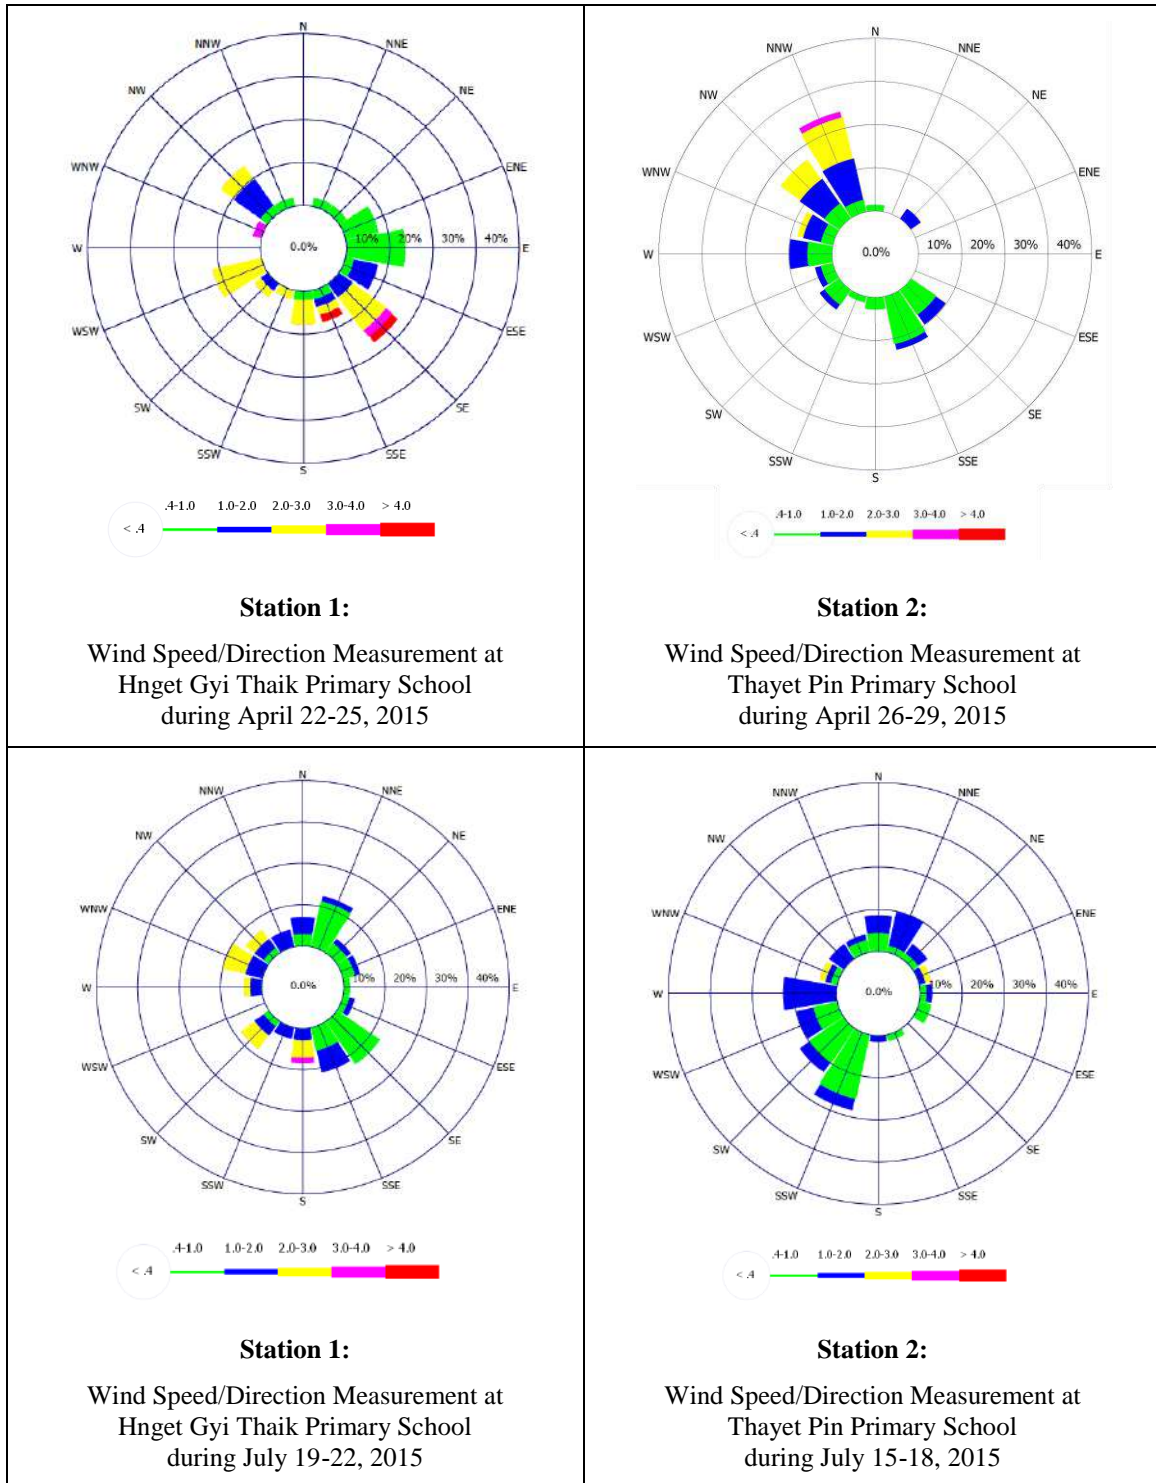 N
NNW NNE
NW NE
WNW ENE
W 0.0% 10% 20% 30% 40% E
WSW ESE
SW SE
SSW SSE
S
.4-1.0 1.0-2.0 2.0-3.0 3.0-4.0 > 4.0
< .4
Station 1:
Wind Speed/Direction Measurement at
Hnget Gyi Thaik Primary School
during April 22-25, 2015
N
NNW NNE
NW NE
WNW ENE
W 0.0% 10% 20% 30% 40% E
WSW ESE
SW SE
SSW SSE
S
.4-1.0 1.0-2.0 2.0-3.0 3.0-4.0 > 4.0
< .4
Station 2:
Wind Speed/Direction Measurement at
Thayet Pin Primary School
during April 26-29, 2015
N
NNW NNE
NW NE
WNW ENE
W 0.0% 10% 20% 30% 40% E
WSW ESE
SW SE
SSW SSE
S
.4-1.0 1.0-2.0 2.0-3.0 3.0-4.0 > 4.0
< .4
Station 1:
Wind Speed/Direction Measurement at
Hnget Gyi Thaik Primary School
during July 19-22, 2015
N
NNW NNE
NW NE
WNW ENE
W 0.0% 10% 20% 30% 40% E
WSW ESE
SW SE
SSW SSE
S
.4-1.0 1.0-2.0 2.0-3.0 3.0-4.0 > 4.0
< .4
Station 2:
Wind Speed/Direction Measurement at
Thayet Pin Primary School
during July 15-18, 2015